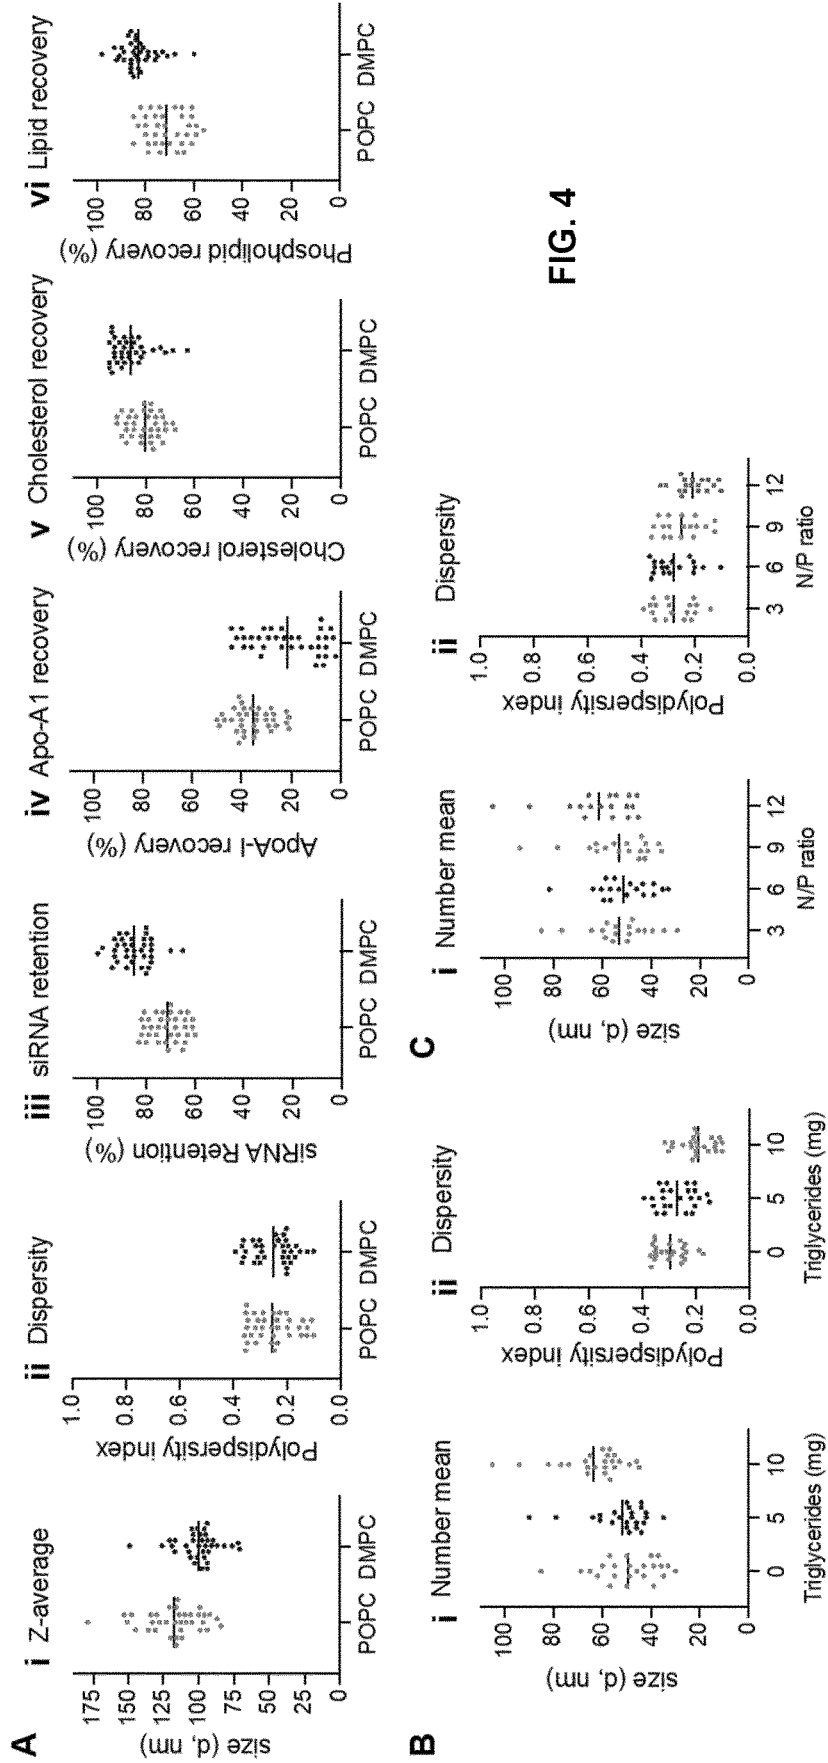 A
i Z-average
size (d, nm)
175
150
125
100
75
50
25
0
POPC DMPC
ii Dispersity
Polydispersity index
1.0
0.8
0.6
0.4
0.2
0.0
POPC DMPC
iii siRNA retention
siRNA Retention (%)
100
80
60
40
20
0
POPC DMPC
iv Apo-A1 recovery
ApoA-I recovery (%)
100
80
60
40
20
0
POPC DMPC
v Cholesterol recovery
Cholesterol recovery (%)
100
80
60
40
20
0
POPC DMPC
vi Lipid recovery
Phospholipid recovery (%)
100
80
60
40
20
0
POPC DMPC
B
i Number mean
size (d, nm)
100
80
60
40
20
0
0 5 10
Triglycerides (mg)
ii Dispersity
Polydispersity index
1.0
0.8
0.6
0.4
0.2
0.0
0 5 10
Triglycerides (mg)
C
i Number mean
size (d, nm)
100
80
60
40
20
0
3 6 9 12
N/P ratio
ii Dispersity
Polydispersity index
1.0
0.8
0.6
0.4
0.2
0.0
3 6 9 12
N/P ratio
FIG. 4